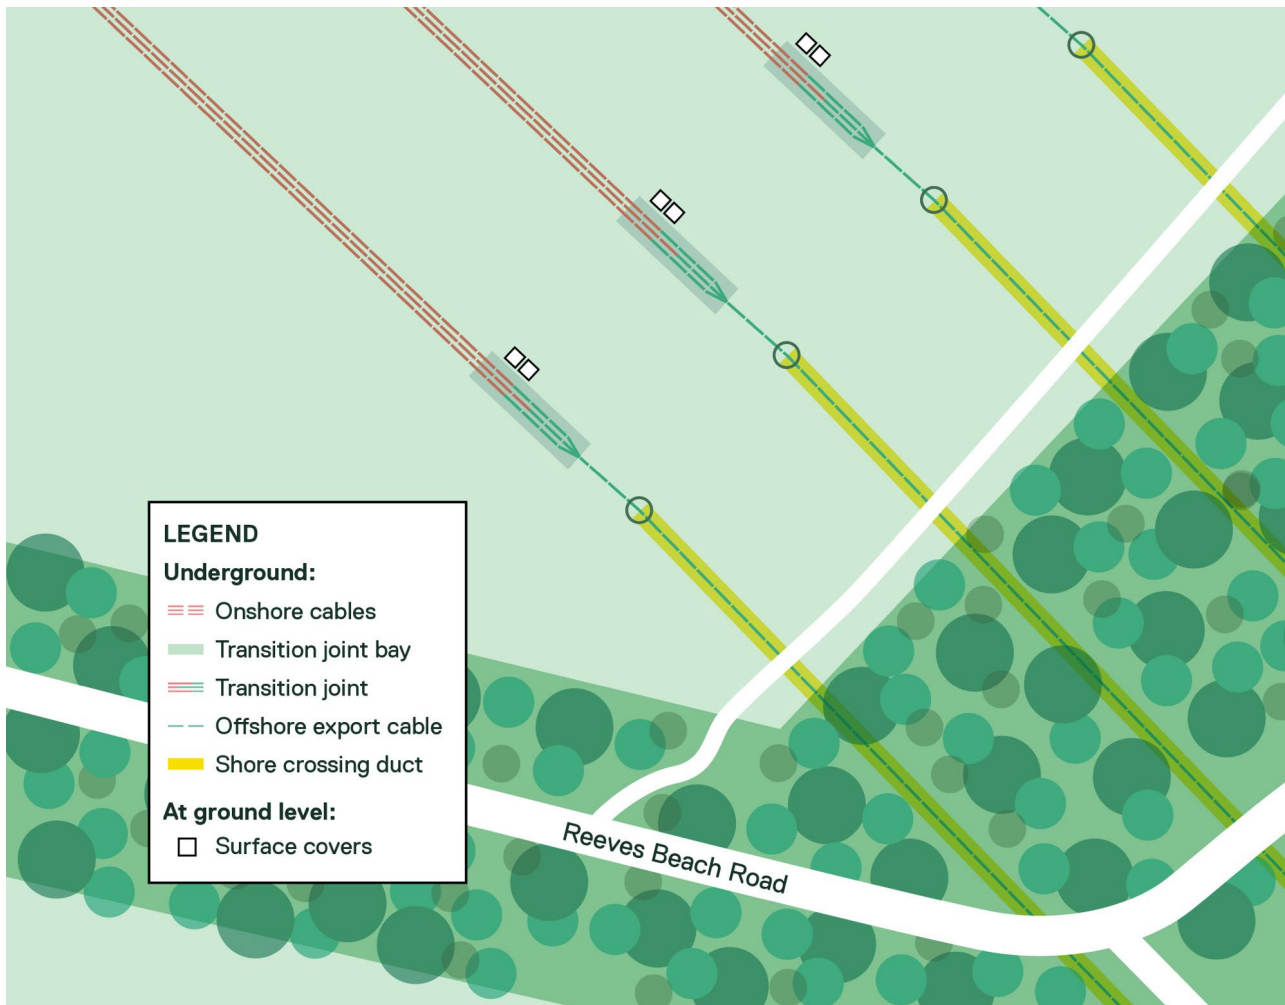 LEGEND
Underground:
Onshore cables
Transition joint bay
Transition joint
Offshore export cable
Shore crossing duct
At ground level:
Surface covers
Reeves Beach Road